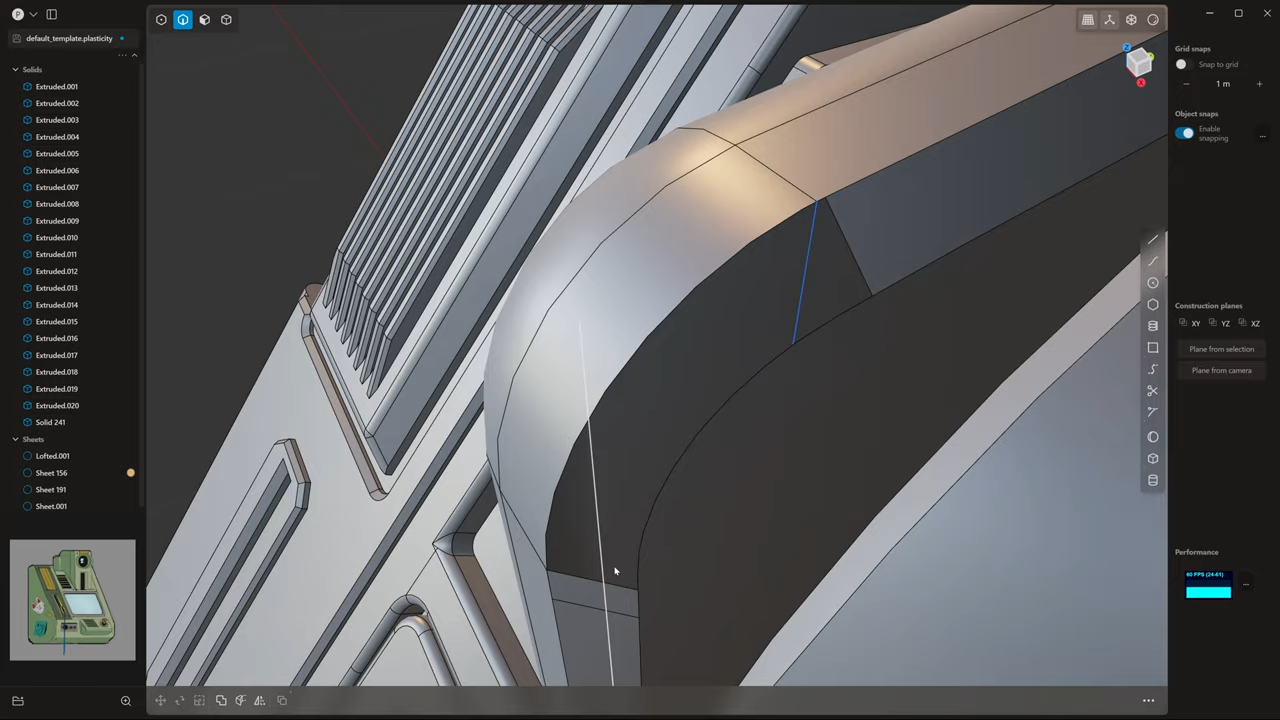 P
default_template.plasticity
Solids
Extruded.001
Extruded.002
Extruded.003
Extruded.004
Extruded.005
Extruded.006
Extruded.007
Extruded.008
Extruded.009
Extruded.010
Extruded.011
Extruded.012
Extruded.013
Extruded.014
Extruded.015
Extruded.016
Extruded.017
Extruded.018
Extruded.019
Extruded.020
Solid 241
Sheets
Lofted.001
Sheet 156
Sheet 191
Sheet.001
Z
X
Grid snaps
Snap to grid
1 m
Object snaps
Enable
snapping
Construction planes
XY
YZ
XZ
Plane from selection
Plane from camera
Performance
60 FPS (24-61)